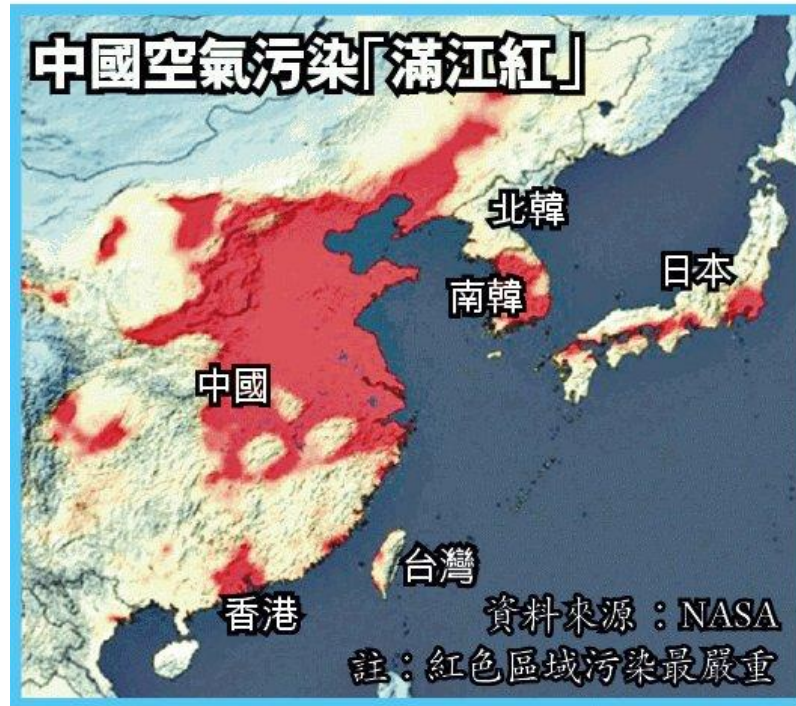 中國空氣污染「滿江紅」
北韓
日本
南韓
中國
台灣
香港
資料來源：NASA
註：紅色區域污染最嚴重